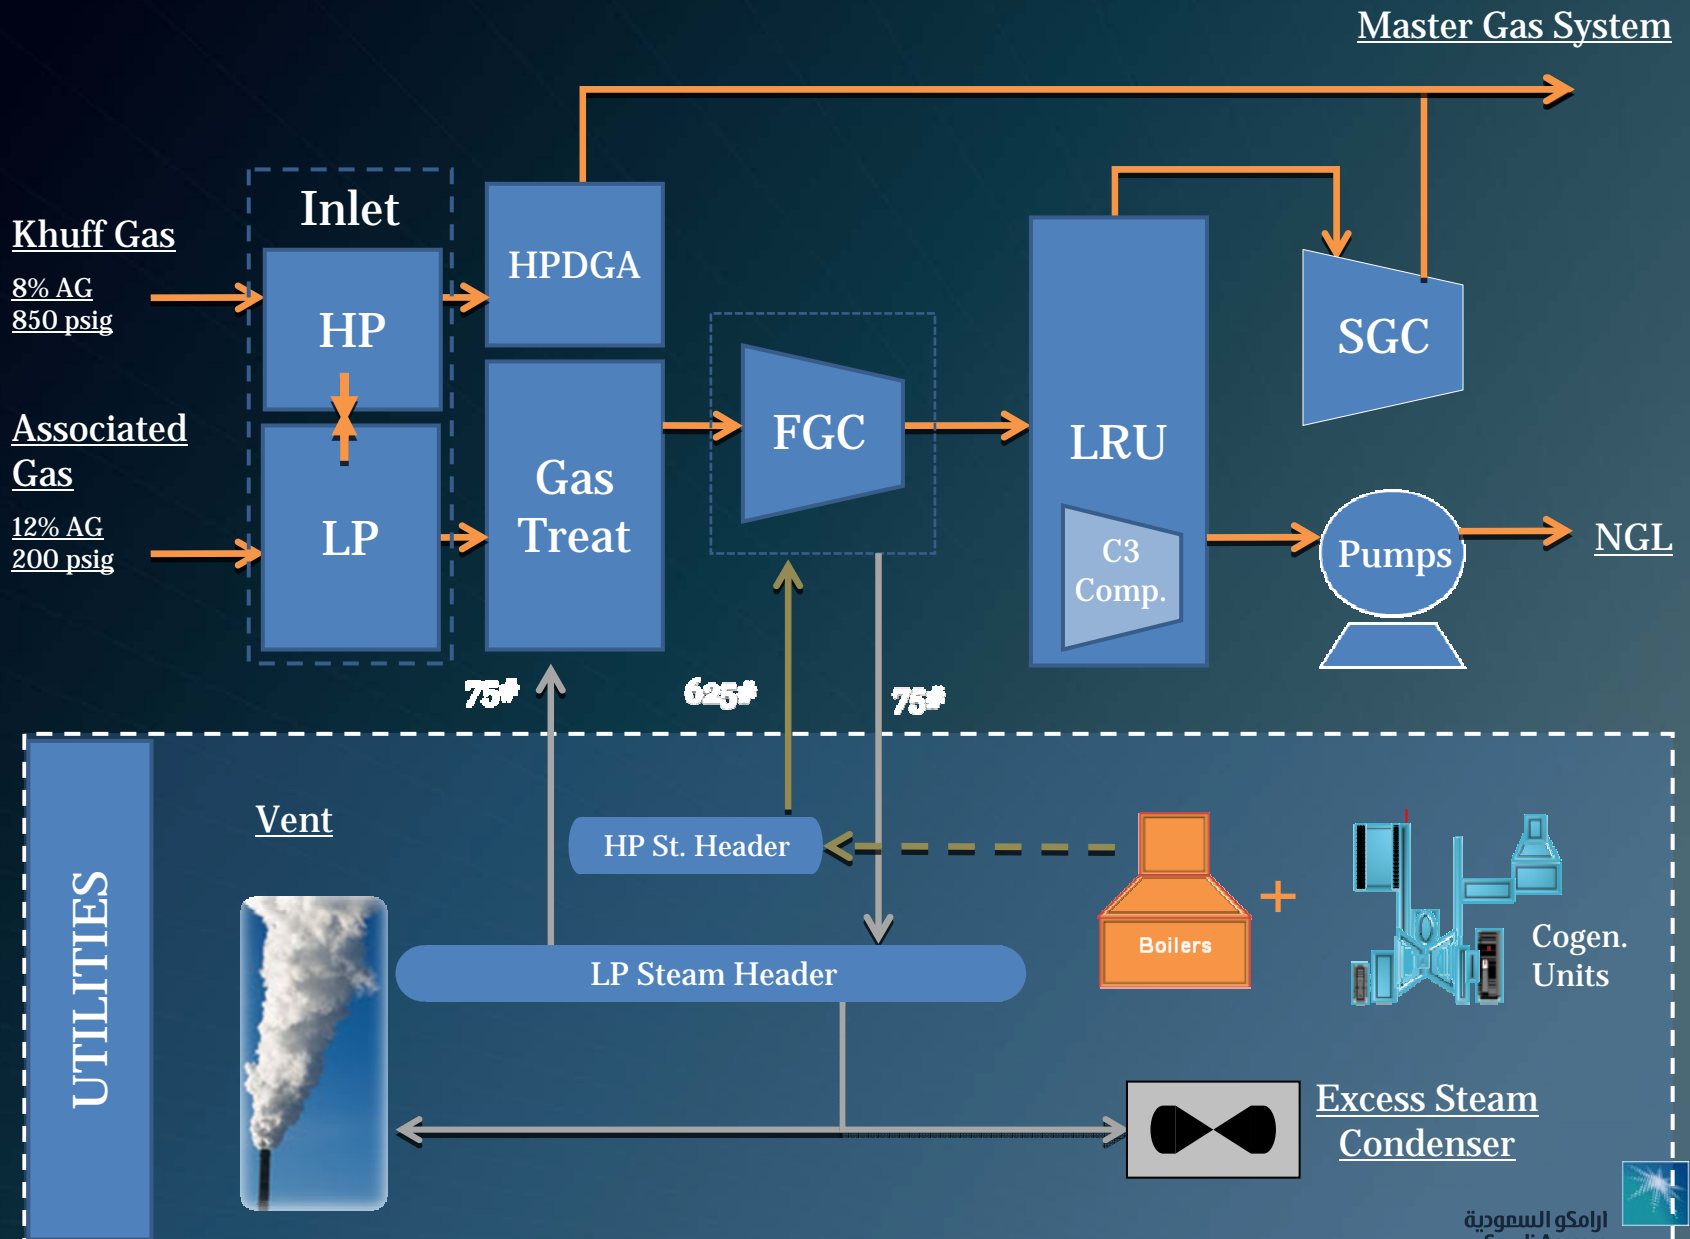 Master Gas System
Inlet
Khuff Gas
8% AG
850 psig
HP
HPDGA
Associated
Gas
12% AG
200 psig
LP
Gas
Treat
FGC
LRU
C3
Comp.
SGC
Pumps
NGL
75#
625#
75#
UTILITIES
Vent
HP St. Header
LP Steam Header
Boilers
+
Cogen.
Units
Excess Steam
Condenser
أرامكو السعودية